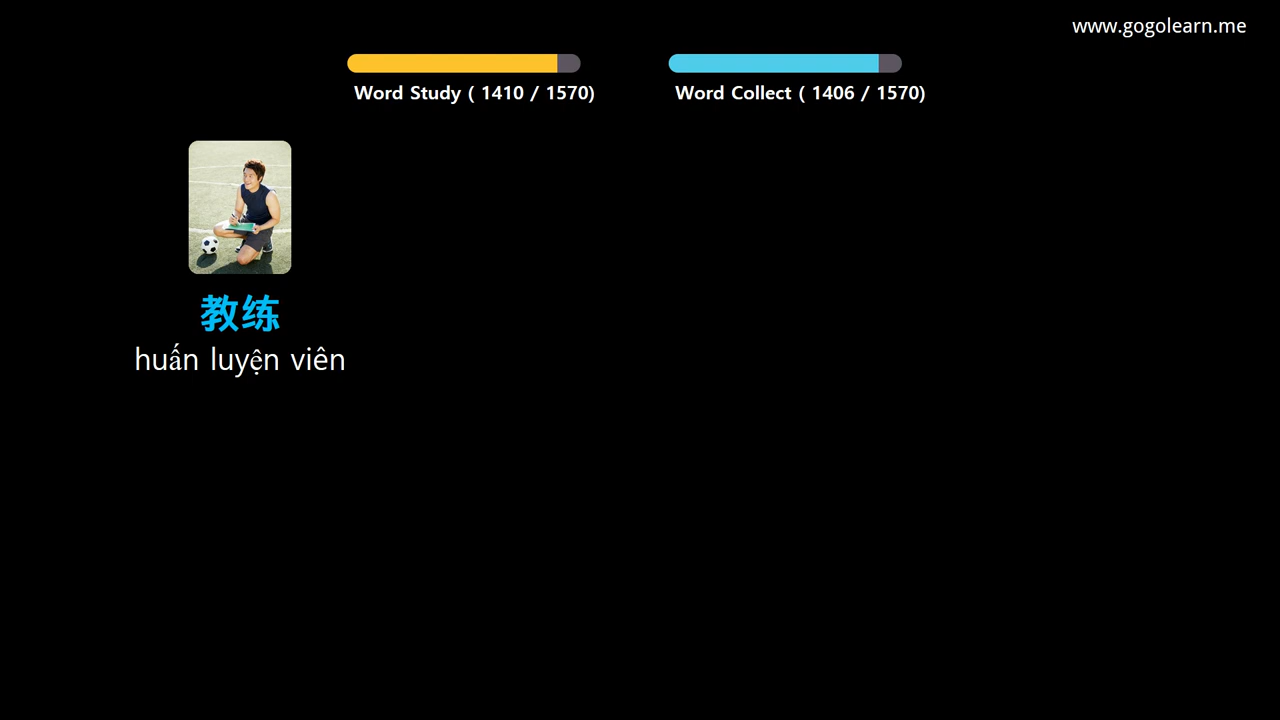 www.gogolearn.me
Word Study ( 1410 / 1570)
Word Collect ( 1406 / 1570)
教练
huấn luyện viên